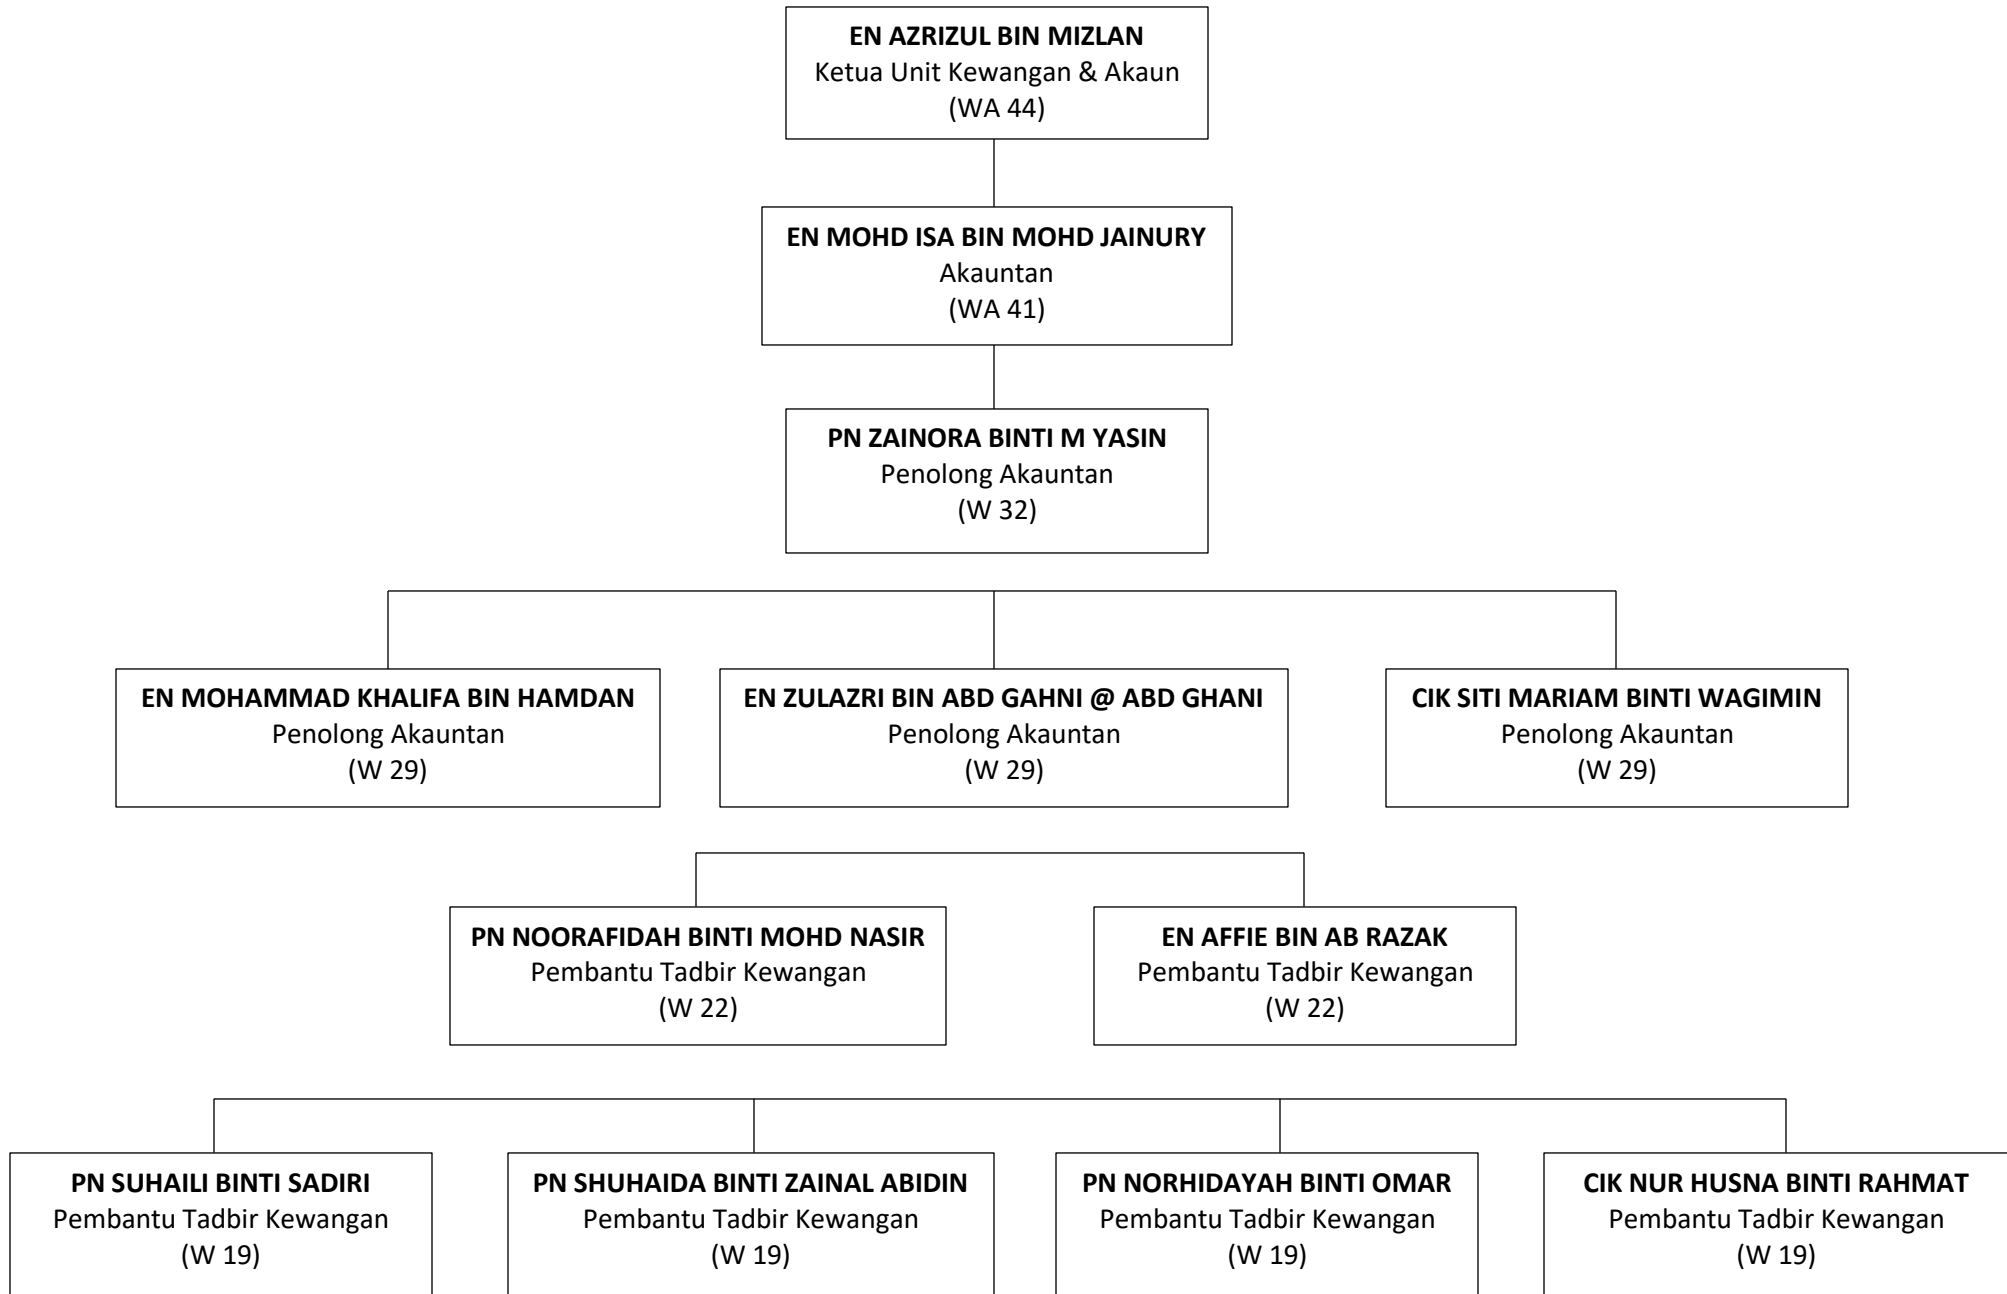 EN AZRIZUL BIN MIZLAN
Ketua Unit Kewangan & Akaun
(WA 44)
EN MOHD ISA BIN MOHD JAINURY
Akauntan
(WA 41)
PN ZAINORA BINTI M YASIN
Penolong Akauntan
(W 32)
EN MOHAMMAD KHALIFA BIN HAMDAN
Penolong Akauntan
(W 29)
EN ZULAZRI BIN ABD GAHNI @ ABD GHANI
Penolong Akauntan
(W 29)
CIK SITI MARIAM BINTI WAGIMIN
Penolong Akauntan
(W 29)
PN NOORAFIDAH BINTI MOHD NASIR
Pembantu Tadbir Kewangan
(W 22)
EN AFFIE BIN AB RAZAK
Pembantu Tadbir Kewangan
(W 22)
PN SUHAILI BINTI SADIRI
Pembantu Tadbir Kewangan
(W 19)
PN SHUHAIDA BINTI ZAINAL ABIDIN
Pembantu Tadbir Kewangan
(W 19)
PN NORHIDAYAH BINTI OMAR
Pembantu Tadbir Kewangan
(W 19)
CIK NUR HUSNA BINTI RAHMAT
Pembantu Tadbir Kewangan
(W 19)